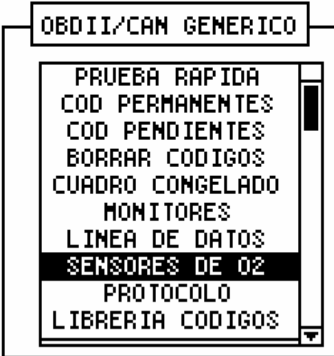 OBDII/CAN GENERICO
PRUEBA RAPIDA
COD PERMANENTES
COD PENDIENTES
BORRAR CODIGOS
CUADRO CONGELADO
MONITORES
LINEA DE DATOS
SENSORES DE O2
PROTOCOLO
LIBRERIA CODIGOS